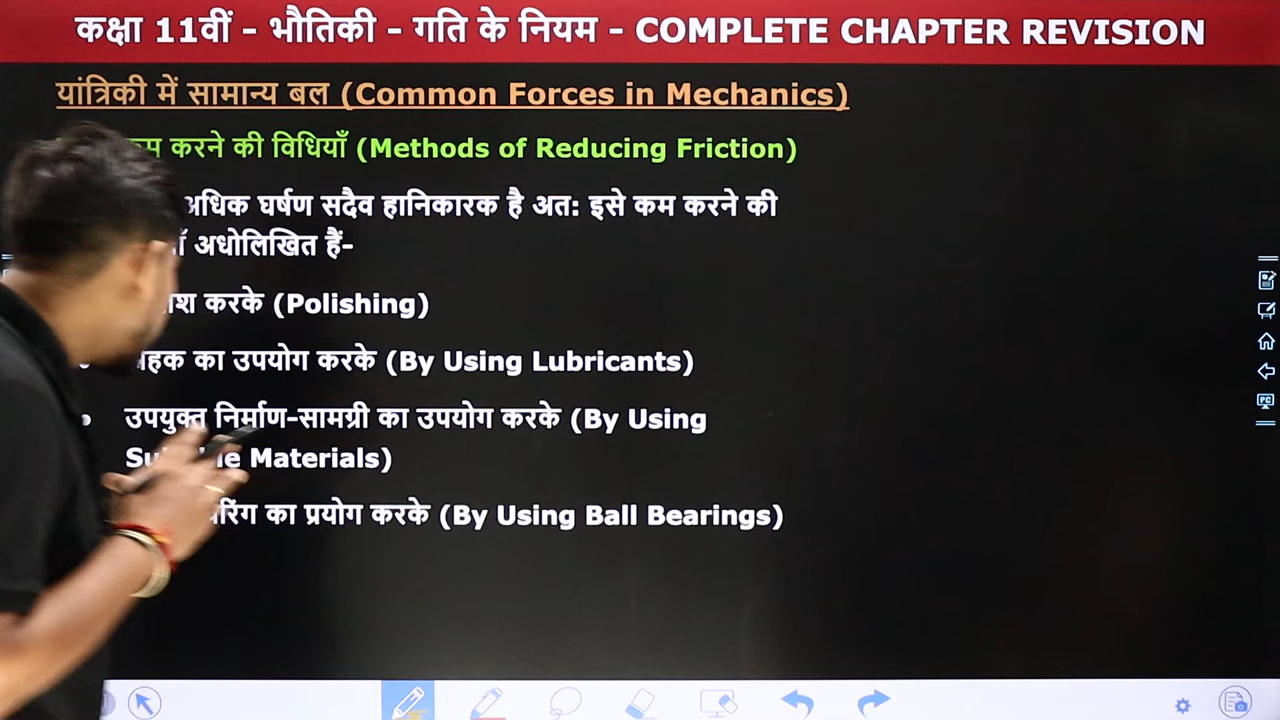 कक्षा 11वीं - भौतिकी - गति के नियम - COMPLETE CHAPTER REVISION
यांत्रिकी में सामान्य बल (Common Forces in Mechanics)
करने की विधियाँ (Methods of Reducing Friction)
अधिक घर्षण सदैव हानिकारक है अत: इसे कम करने की
अधोलिखित हैं-
करके (Polishing)
का उपयोग करके (By Using Lubricants)
उपयुक्त निर्माण-सामग्री का उपयोग करके (By Using
Materials)
का प्रयोग करके (By Using Ball Bearings)
PC